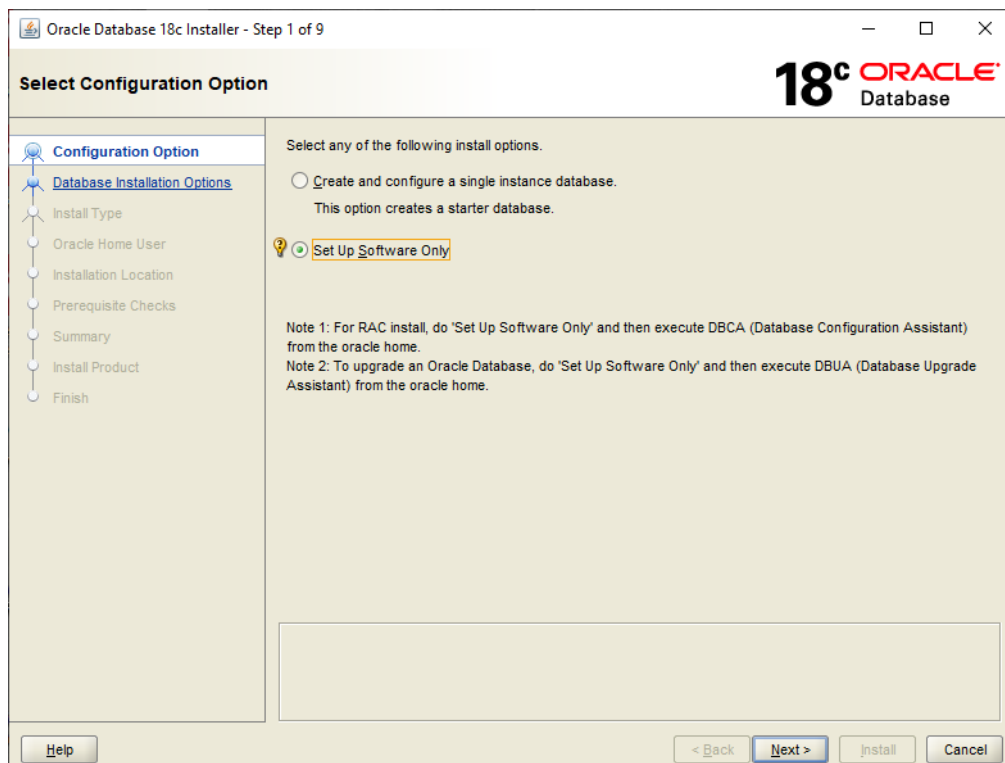 Oracle Database 18c Installer - Step 1 of 9
Select Configuration Option
18c ORACLE
Database
Configuration Option
Database Installation Options
Install Type
Oracle Home User
Installation Location
Prerequisite Checks
Summary
Install Product
Finish
Select any of the following install options.
Create and configure a single instance database.
This option creates a starter database.
Set Up Software Only
Note 1: For RAC install, do 'Set Up Software Only' and then execute DBCA (Database Configuration Assistant)
from the oracle home.
Note 2: To upgrade an Oracle Database, do 'Set Up Software Only' and then execute DBUA (Database Upgrade
Assistant) from the oracle home.
Help
< Back
Next >
Install
Cancel